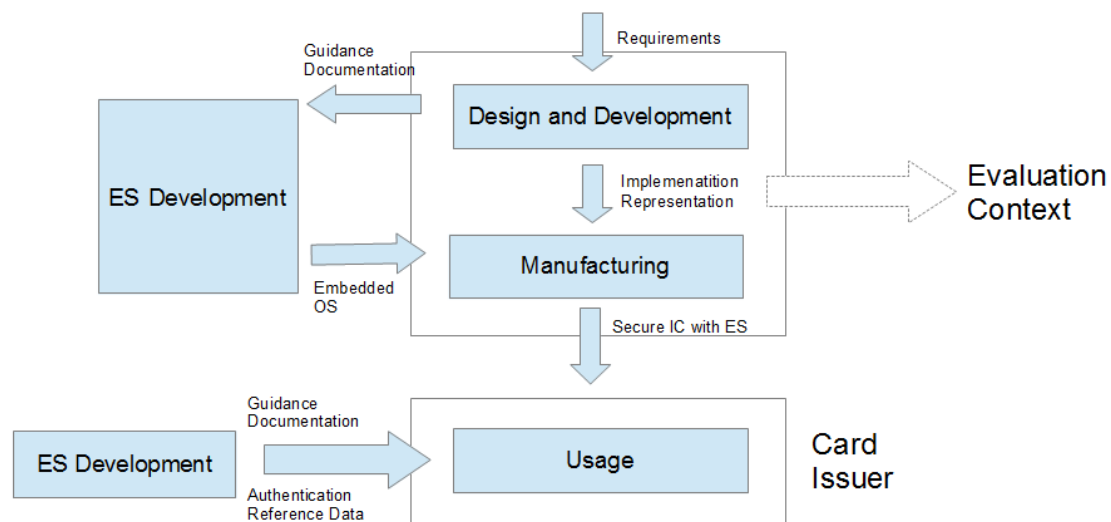 Requirements
Guidance
Documentation
Design and Development
ES Development
Implemenatition
Representation
Evaluation
Context
Manufacturing
Embedded
OS
Secure IC with ES
Guidance
Documentation
ES Development
Usage
Card
Issuer
Authentication
Reference Data